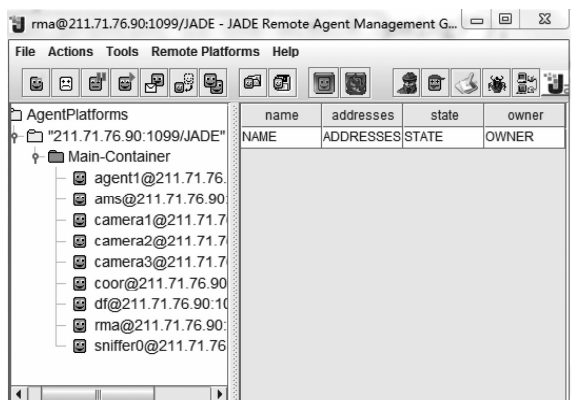 rma@211.71.76.90:1099/JADE - JADE Remote Agent Management G...
File Actions Tools Remote Platforms Help
AgentPlatforms
"211.71.76.90:1099/JADE"
Main-Container
agent1@211.71.76.
ams@211.71.76.90:
camera1@211.71.7
camera2@211.71.7
camera3@211.71.7
coor@211.71.76.90
df@211.71.76.90:10
rma@211.71.76.90:
sniffer0@211.71.76
name addresses state owner
NAME ADDRESSES STATE OWNER